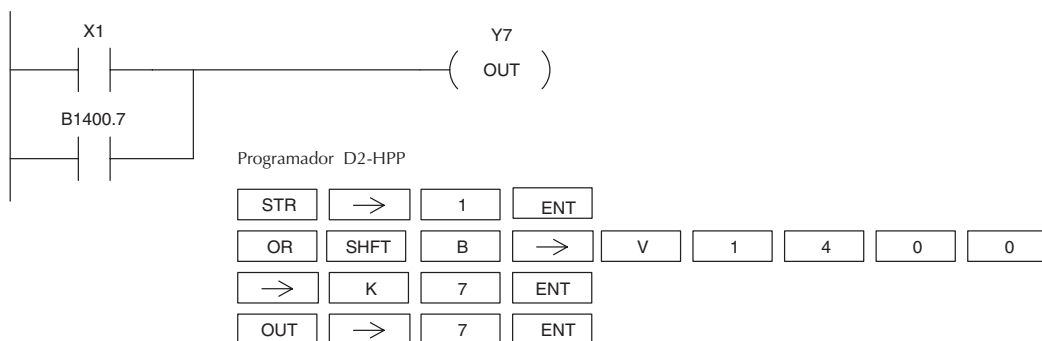 X1
Y7
OUT
B1400.7
Programador D2-HPP
STR → 1 ENT
OR SHFT B → V 1 4 0 0
→ K 7 ENT
OUT → 7 ENT